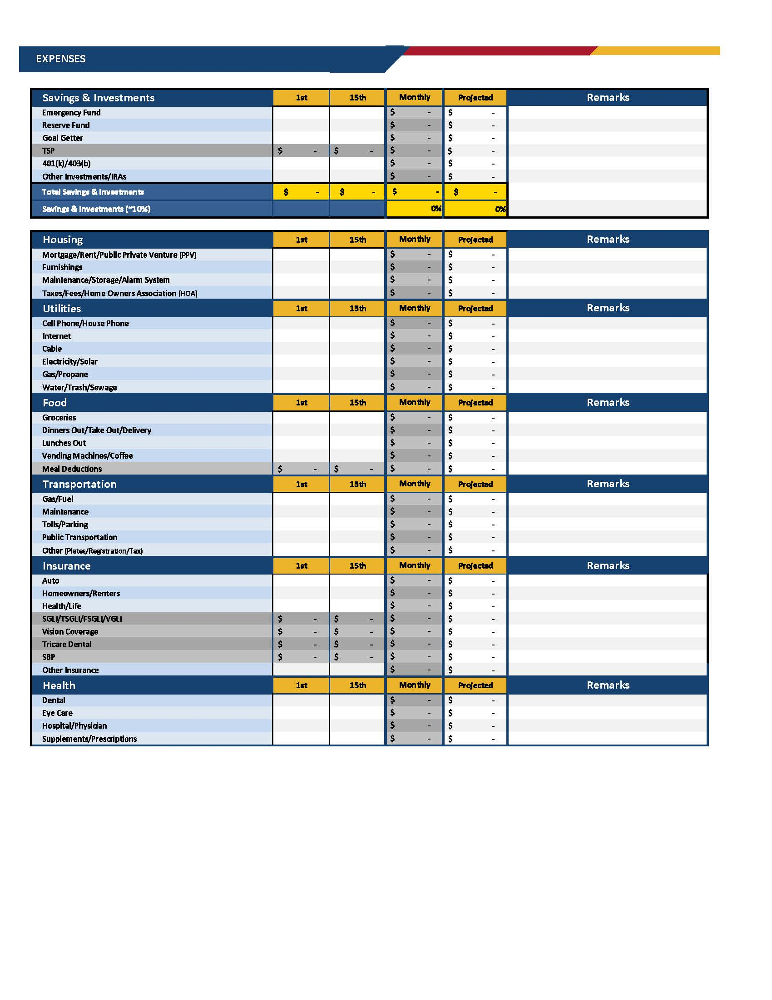 EXPENSES
Savings & Investments 1st 15th Monthly Projected Remarks
Emergency Fund $ - $ -
Reserve Fund $ - $ -
Goal Getter $ - $ -
TSP $ - $ - $ - $ -
401(k)/403(b) $ - $ -
Other Investments/IRAs $ - $ -
Total Savings & Investments $ - $ - $ - $ -
Savings & Investments (~10%) 0% 0%
Housing 1st 15th Monthly Projected Remarks
Mortgage/Rent/Public Private Venture (PPV) $ - $ -
Furnishings $ - $ -
Maintenance/Storage/Alarm System $ - $ -
Taxes/Fees/Home Owners Association (HOA) $ - $ -
Utilities 1st 15th Monthly Projected Remarks
Cell Phone/House Phone $ - $ -
Internet $ - $ -
Cable $ - $ -
Electricity/Solar $ - $ -
Gas/Propane $ - $ -
Water/Trash/Sewage $ - $ -
Food 1st 15th Monthly Projected Remarks
Groceries $ - $ -
Dinners Out/Take Out/Delivery $ - $ -
Lunches Out $ - $ -
Vending Machines/Coffee $ - $ -
Meal Deductions $ - $ - $ - $ -
Transportation 1st 15th Monthly Projected Remarks
Gas/Fuel $ - $ -
Maintenance $ - $ -
Tolls/Parking $ - $ -
Public Transportation $ - $ -
Other (Plates/Registration/Tax) $ - $ -
Insurance 1st 15th Monthly Projected Remarks
Auto $ - $ -
Homeowners/Renters $ - $ -
Health/Life $ - $ -
SGLI/TSGLI/FSGLI/VGLI $ - $ - $ - $ -
Vision Coverage $ - $ - $ - $ -
Tricare Dental $ - $ - $ - $ -
SBP $ - $ - $ - $ -
Other Insurance $ - $ -
Health 1st 15th Monthly Projected Remarks
Dental $ - $ -
Eye Care $ - $ -
Hospital/Physician $ - $ -
Supplements/Prescriptions $ - $ -